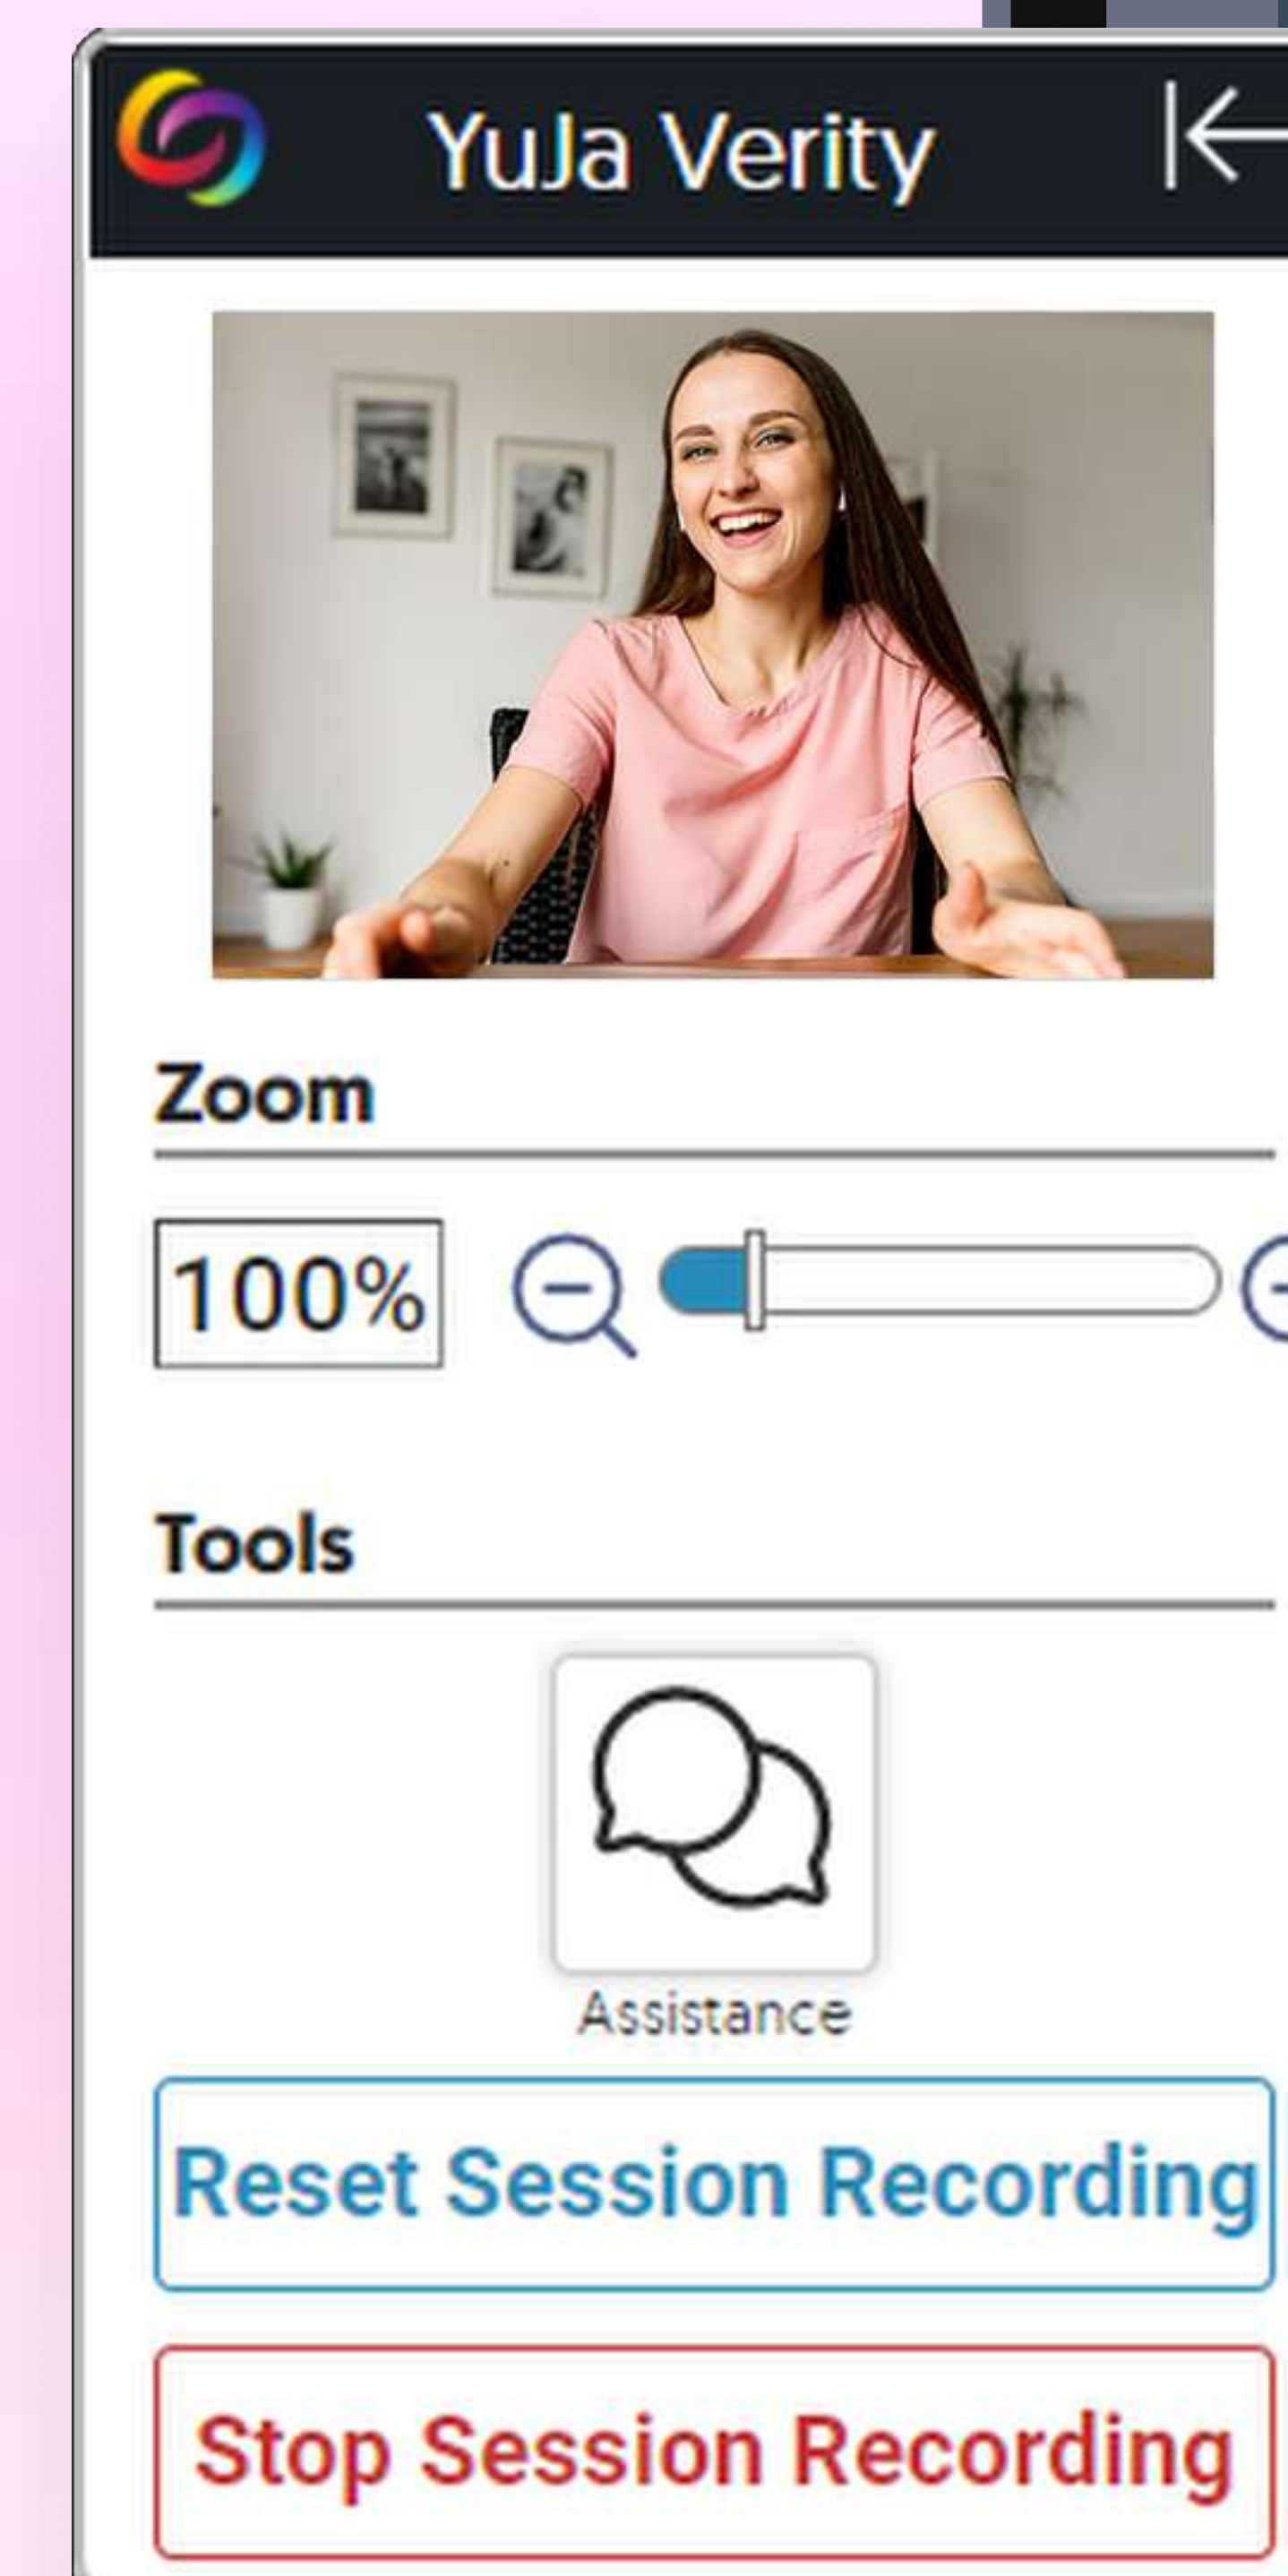 YuJa Verity
Zoom
100%
Tools
Assistance
Reset Session Recording
Stop Session Recording